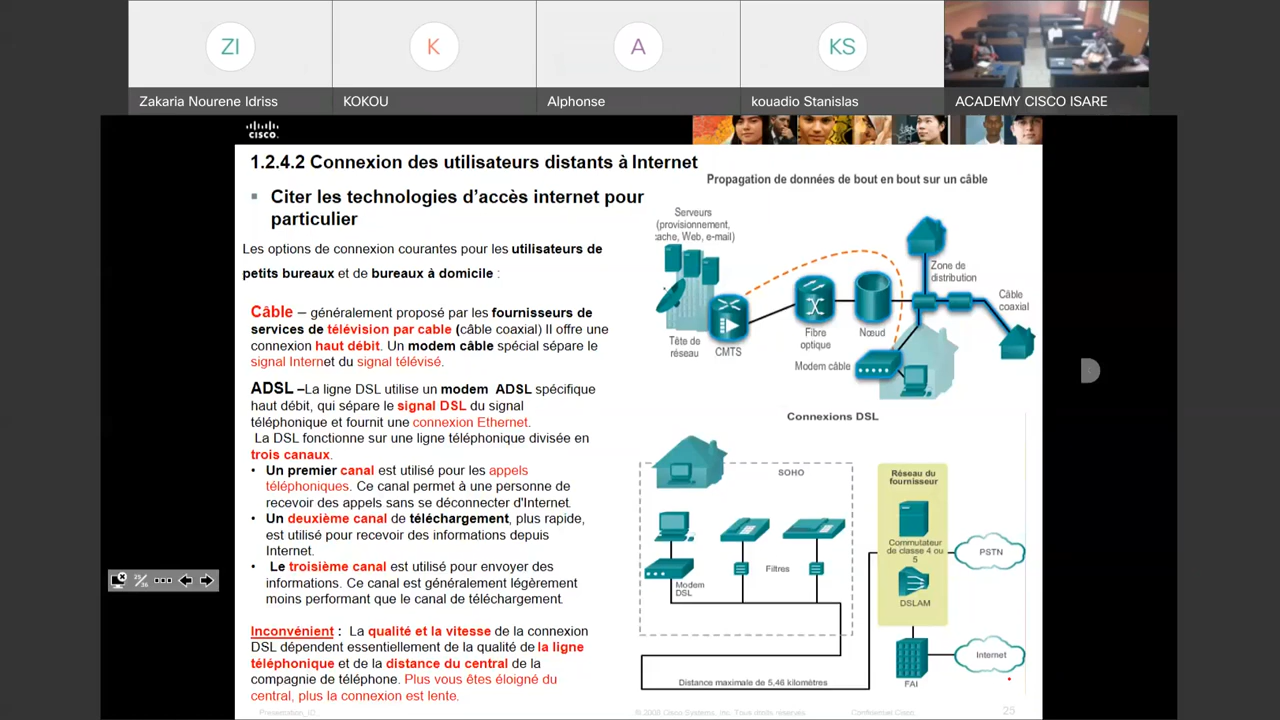 ZI
K
A
KS
Zakaria Nourene Idriss
KOKOU
Alphonse
kouadio Stanislas
ACADEMY CISCO ISARE
CISCO
1.2.4.2 Connexion des utilisateurs distants à Internet
Citer les technologies d'accès internet pour
particulier
Les options de connexion courantes pour les utilisateurs de
petits bureaux et de bureaux à domicile :
Câble – généralement proposé par les fournisseurs de
services de télévision par cable (câble coaxial) Il offre une
connexion haut débit. Un modem câble spécial sépare le
signal Internet du signal télévisé.
ADSL –La ligne DSL utilise un modem ADSL spécifique
haut débit, qui sépare le signal DSL du signal
téléphonique et fournit une connexion Ethernet.
La DSL fonctionne sur une ligne téléphonique divisée en
trois canaux.
• Un premier canal est utilisé pour les appels
téléphoniques. Ce canal permet à une personne de
recevoir des appels sans se déconnecter d'Internet.
• Un deuxième canal de téléchargement, plus rapide,
est utilisé pour recevoir des informations depuis
Internet.
• Le troisième canal est utilisé pour envoyer des
informations. Ce canal est généralement légèrement
moins performant que le canal de téléchargement.
Inconvénient : La qualité et la vitesse de la connexion
DSL dépendent essentiellement de la qualité de la ligne
téléphonique et de la distance du central de la
compagnie de téléphone. Plus vous êtes éloigné du
central, plus la connexion est lente.
Propagation de données de bout en bout sur un câble
Serveurs
(provisionnement,
cache, Web, e-mail)
Tête de
réseau
CMTS
Fibre
optique
Nœud
Modem câble
Zone de
distribution
Câble
coaxial
Connexions DSL
SOHO
Modem
DSL
Filtres
Réseau du
fournisseur
Commutateur
de classe 4 ou
5
DSLAM
FAI
PSTN
Internet
Distance maximale de 5,46 kilomètres
Presentation_ID
© 2008 Cisco Systems, Inc. Tous droits réservés.
Confidentiel Cisco
25
25/36